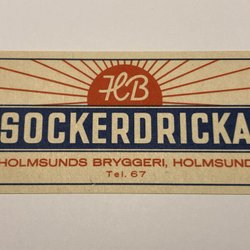 HB
SOCKERDRICKA
HOLMSUNDS BRYGGERI, HOLMSUND
Tel. 67